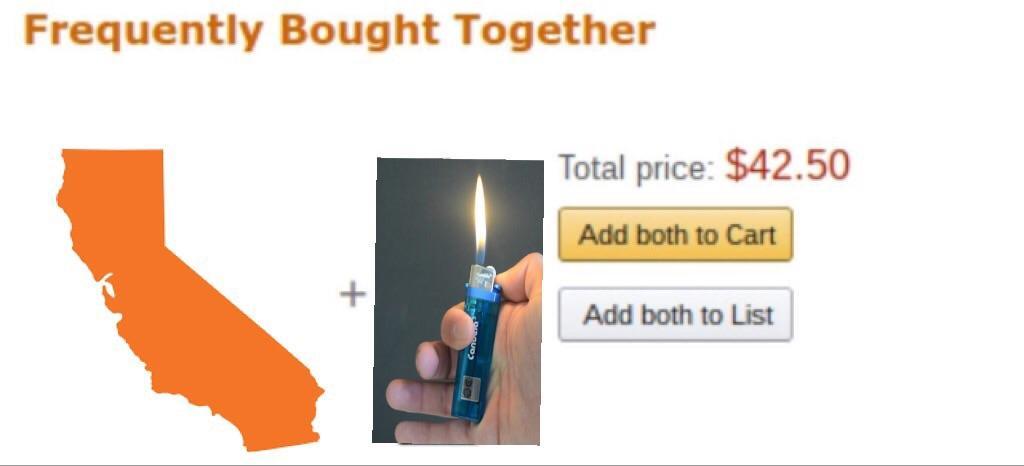 Frequently Bought Together
Total price: $42.50
Add both to Cart
+
Add both to List